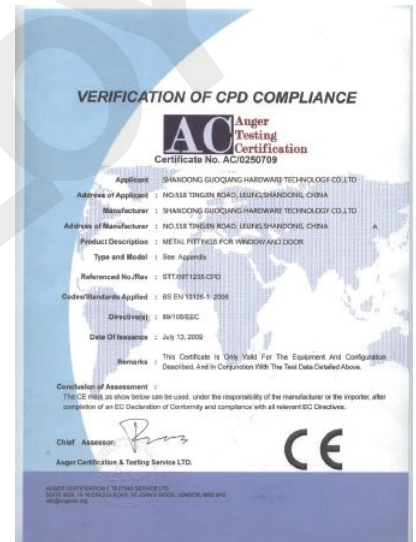 VERIFICATION OF CPD COMPLIANCE
AC Auger
Testing
Certification
Certificate No. AC/0250709
Applicant : SHANDONG GUOQIANG HARDWARE TECHNOLOGY CO.,LTD
Address of Applicant : NO.518 TINGJIN ROAD, LELING,SHANDONG, CHINA
Manufacturer : SHANDONG GUOQIANG HARDWARE TECHNOLOGY CO.,LTD
Address of Manufacturer : NO.518 TINGJIN ROAD, LELING,SHANDONG, CHINA A
Product Description : METAL FITTINGS FOR WINDOW AND DOOR
Type and Model : See Appendix
Referenced No./Rev : STT/0971235-CPD
Codes/Standards Applied : BS EN 13126-1:2006
Directive(s) : 89/106/EEC
Date Of Issuance : July 13, 2009
Remarks : This Certificate Is Only Valid For The Equipment And Configuration
Described, And In Conjunction With The Test Data Detailed Above.
Conclusion of Assessment :
The CE mark as show below can be used, under the responsibility of the manufacturer or the importer, after
completion of an EC Declaration of Conformity and compliance with all relevant EC Directives.
Chief Assessor:
Auger Certification & Testing Service LTD.
CE
AUGER CERTIFICATION & TESTING SERVICE LTD